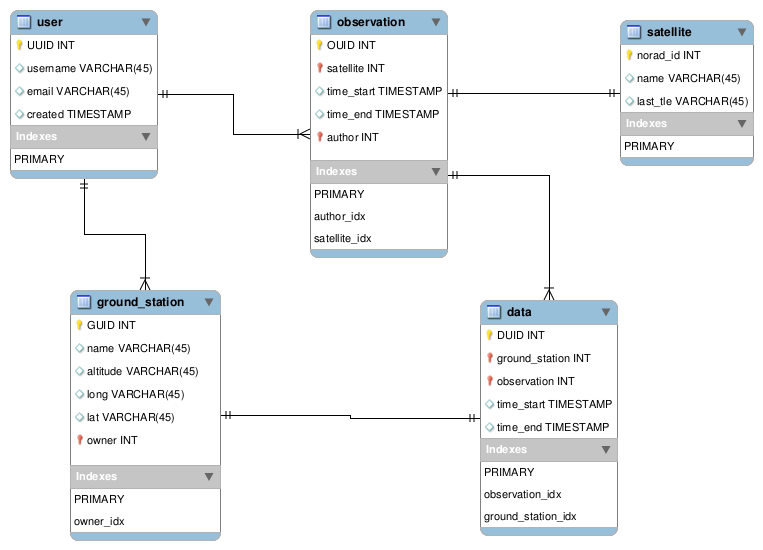 user
UUID INT
username VARCHAR(45)
email VARCHAR(45)
created TIMESTAMP
Indexes
PRIMARY
observation
OUID INT
satellite INT
time_start TIMESTAMP
time_end TIMESTAMP
author INT
Indexes
PRIMARY
author_idx
satellite_idx
satellite
norad_id INT
name VARCHAR(45)
last_tle VARCHAR(45)
Indexes
PRIMARY
ground_station
GUID INT
name VARCHAR(45)
altitude VARCHAR(45)
long VARCHAR(45)
lat VARCHAR(45)
owner INT
Indexes
PRIMARY
owner_idx
data
DUID INT
ground_station INT
observation INT
time_start TIMESTAMP
time_end TIMESTAMP
Indexes
PRIMARY
observation_idx
ground_station_idx